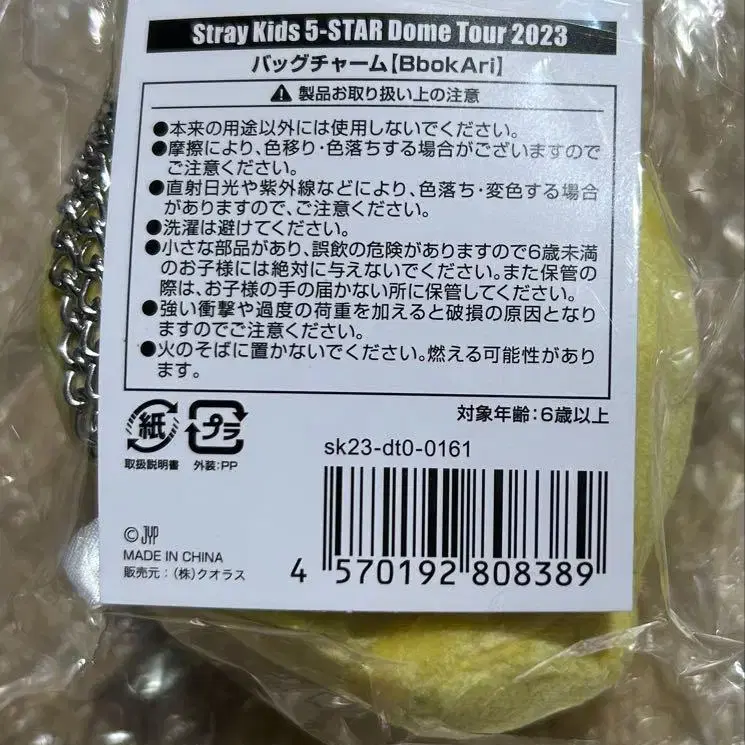 Stray Kids 5-STAR Dome Tour 2023
バッグチャーム【BbokAri】
製品お取り扱い上の注意
●本来の用途以外には使用しないでください。
●摩擦により、色移り・色落ちする場合がございますので
ご注意ください。
●直射日光や紫外線などにより、色落ち・変色する場合
がありますので、ご注意ください。
●洗濯は避けてください。
●小さな部品があり、誤飲の危険がありますので6歳未満
のお子様には絶対に与えないでください。また保管の
際は、お子様の手の届かない所に保管してください。
●強い衝撃や過度の荷重を加えると破損の原因となり
ますのでご注意ください。
●火のそばに置かないでください。燃える可能性があり
ます。
対象年齢:6歳以上
紙 プラ
取扱説明書 外装:PP
sk23-dt0-0161
© JYP
MADE IN CHINA
販売元:(株)クオラス
4 570192 808389